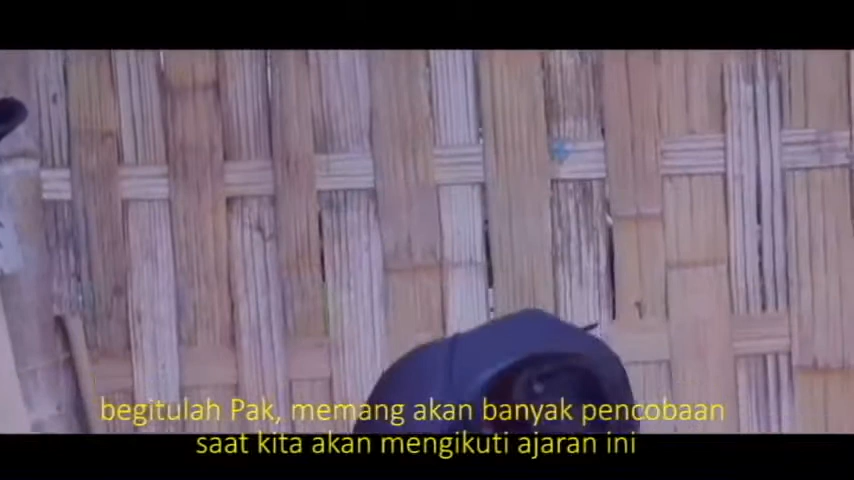 begitulah Pak, memang akan banyak pencobaan
saat kita akan mengikuti ajaran ini